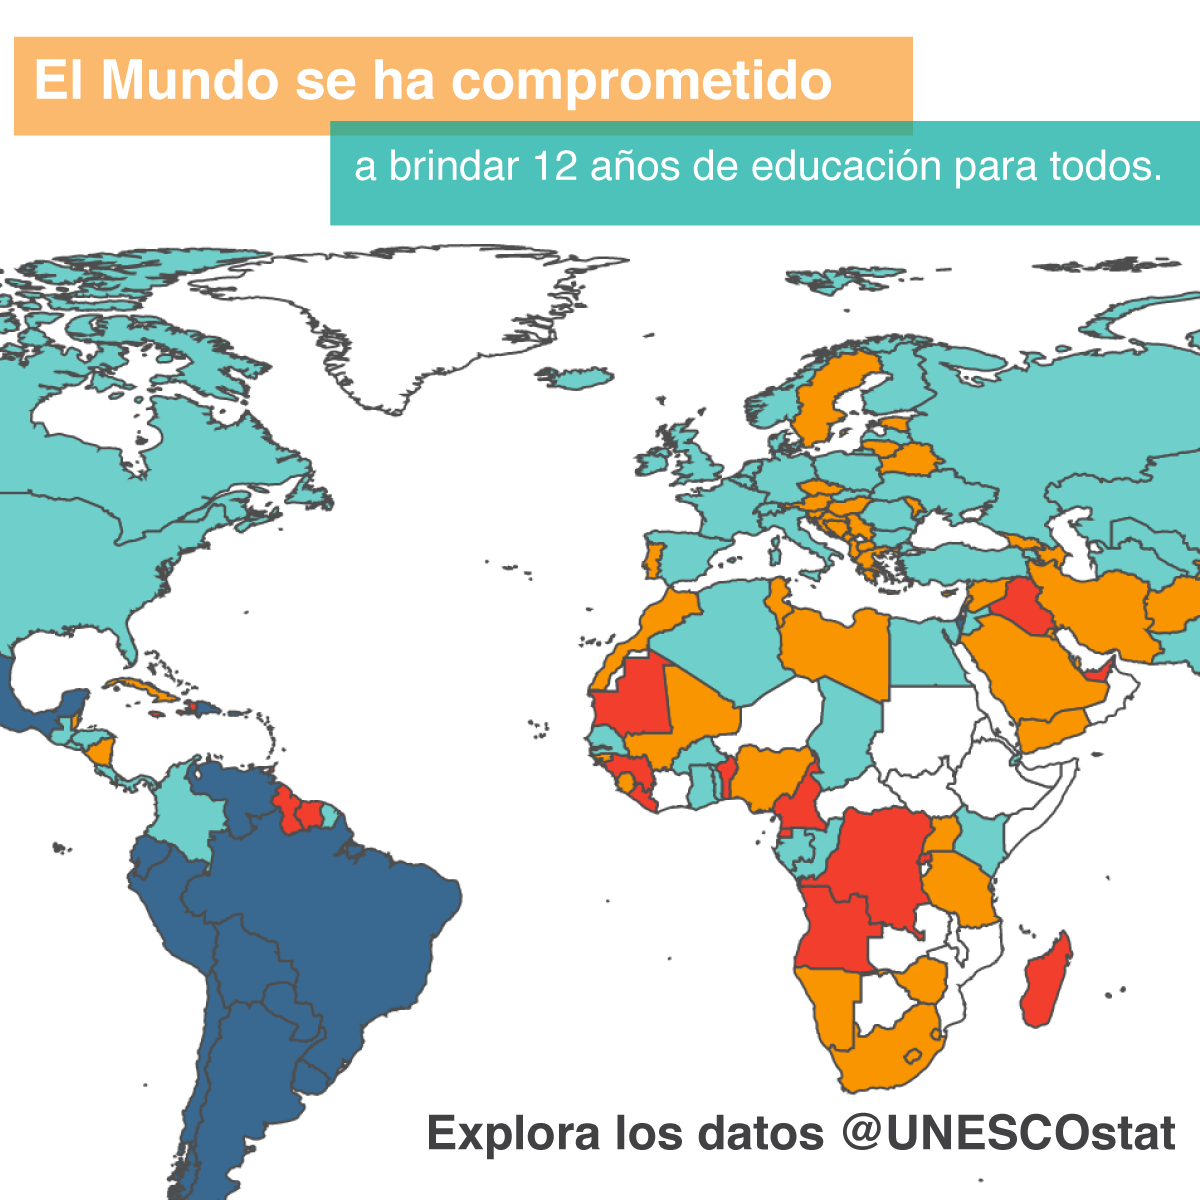 El Mundo se ha comprometido
a brindar 12 años de educación para todos.
Explora los datos @UNESCOstat